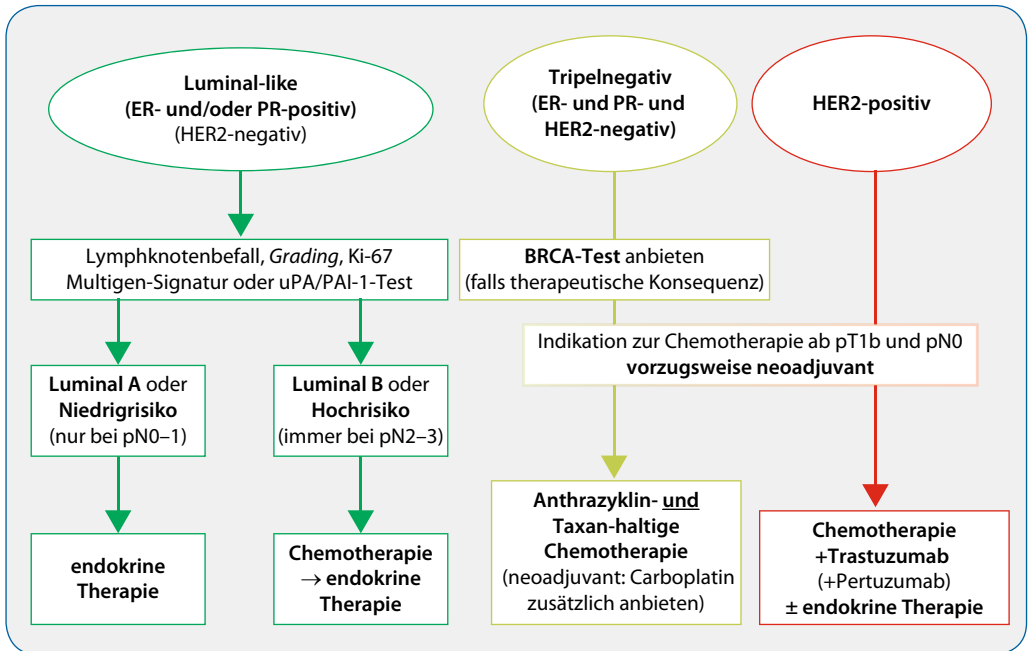 Luminal-like
(ER- und/oder PR-positiv)
(HER2-negativ)
Tripelnegativ
(ER- und PR- und
HER2-negativ)
HER2-positiv
Lymphknotenbefall, Grading, Ki-67
Multigen-Signatur oder uPA/PAI-1-Test
BRCA-Test anbieten
(falls therapeutische Konsequenz)
Indikation zur Chemotherapie ab pT1b und pN0
vorzugsweise neoadjuvant
Luminal A oder
Niedrigrisiko
(nur bei pN0–1)
Luminal B oder
Hochrisiko
(immer bei pN2–3)
endokrine
Therapie
Chemotherapie
→ endokrine
Therapie
Anthrazyklin- und
Taxan-haltige
Chemotherapie
(neoadjuvant: Carboplatin
zusätzlich anbieten)
Chemotherapie
+Trastuzumab
(+Pertuzumab)
± endokrine Therapie